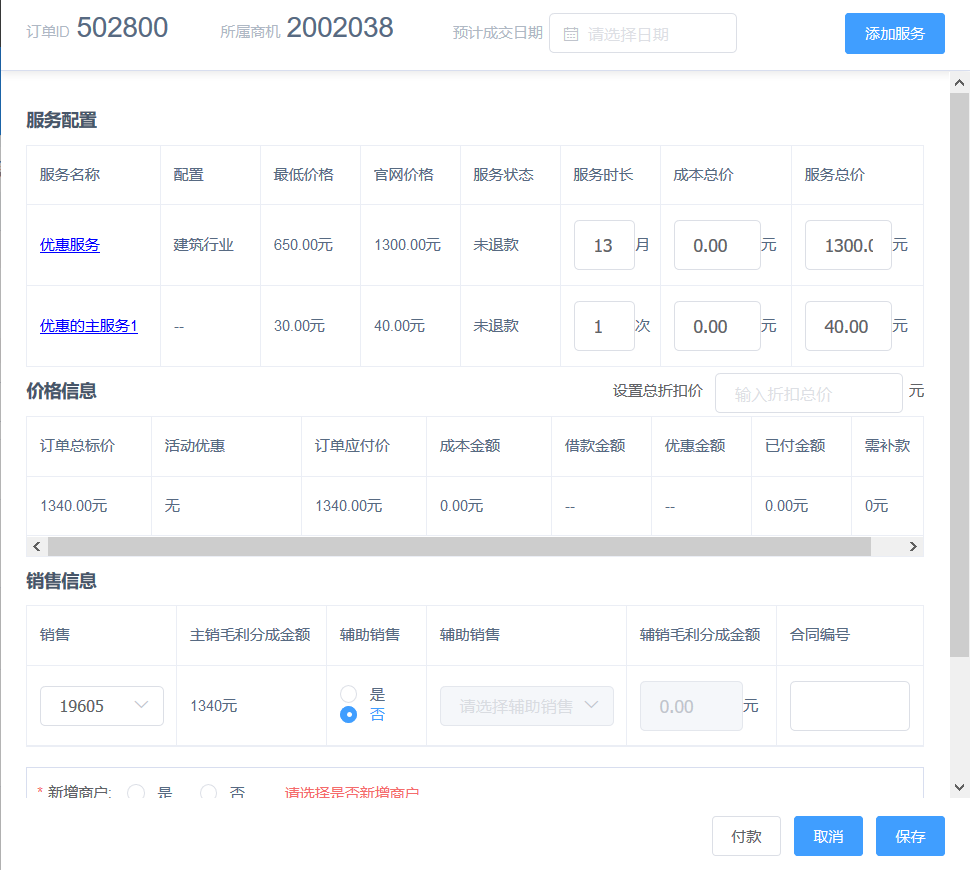 订单ID 502800 所属商机 2002038 预计成交日期 请选择日期 添加服务
服务配置
服务名称 配置 最低价格 官网价格 服务状态 服务时长 成本总价 服务总价
优惠服务 建筑行业 650.00元 1300.00元 未退款 13 月 0.00 元 1300.0 元
优惠的主服务1 -- 30.00元 40.00元 未退款 1 次 0.00 元 40.00 元
价格信息 设置总折扣价 输入折扣总价 元
订单总标价 活动优惠 订单应付价 成本金额 借款金额 优惠金额 已付金额 需补款
1340.00元 无 1340.00元 0.00元 -- -- 0.00元 0元
销售信息
销售 主销毛利分成金额 辅助销售 辅助销售 辅销毛利分成金额 合同编号
19605 1340元 是 否 请选择辅助销售 0.00 元
* 新增商户: 是 否 请选择是否新增商户
付款 取消 保存